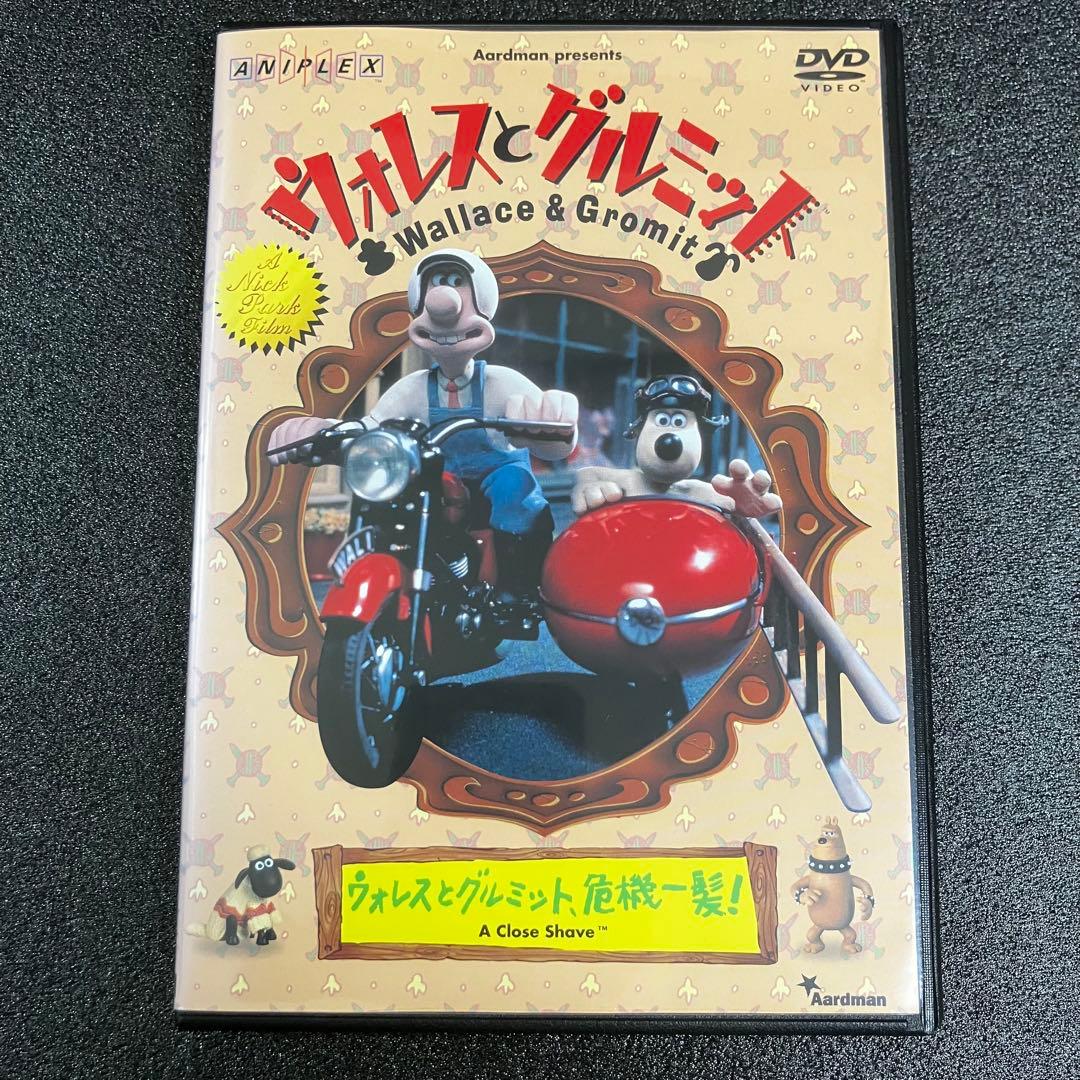 ANIPLEX
Aardman presents
DVD
VIDEO
ウォレスとグルミット
Wallace & Gromit
A
Nick
Park
Film
ウォレスとグルミット、危機一髪！
A Close Shave™
Aardman